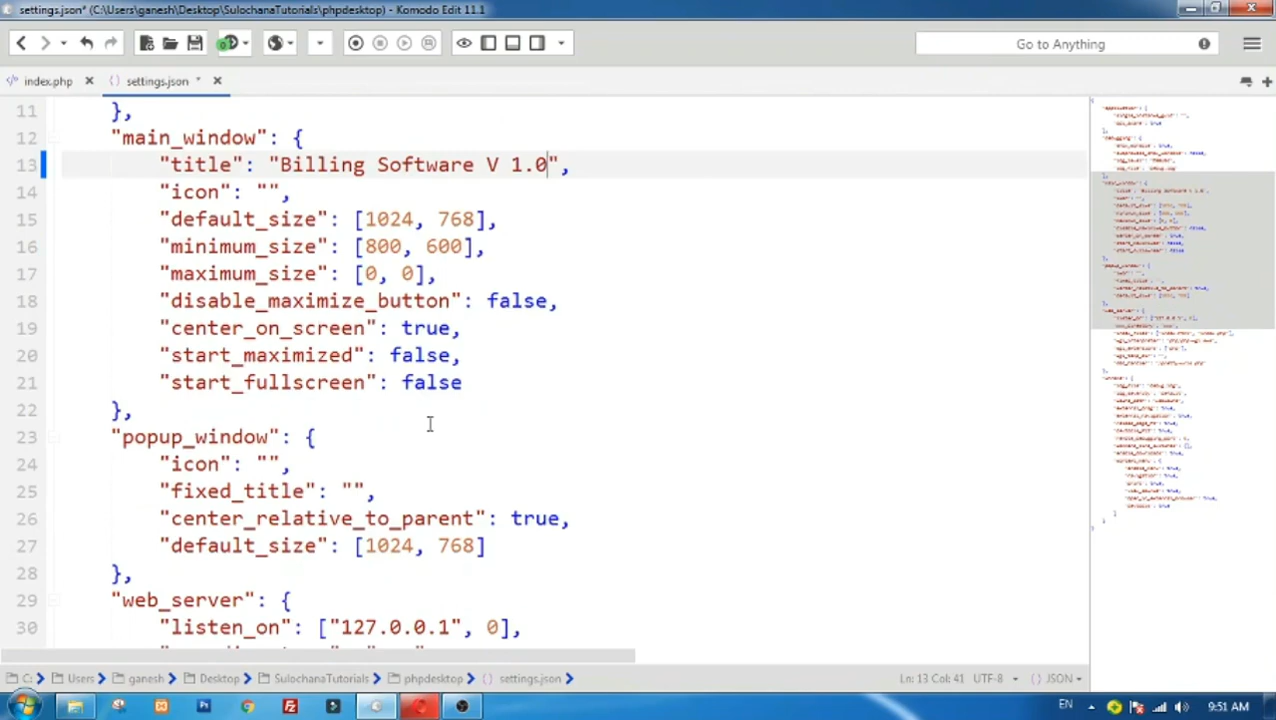 settings.json* (C:\Users\ganesh\Desktop\SulochanaTutorials\phpdesktop) - Komodo Edit 11.1
Go to Anything
index.php
settings.json *
11 },
12 "main_window": {
13 "title": "Billing Software V 1.0",
14 "icon": "",
15 "default_size": [1024, 768],
16 "minimum_size": [800, 600],
17 "maximum_size": [0, 0],
18 "disable_maximize_button": false,
19 "center_on_screen": true,
20 "start_maximized": false,
21 "start_fullscreen": false
22 },
23 "popup_window": {
24 "icon": "",
25 "fixed_title": "",
26 "center_relative_to_parent": true,
27 "default_size": [1024, 768]
28 },
29 "web_server": {
30 "listen_on": ["127.0.0.1", 0],
C: Users ganesh Desktop SulochanaTutorials phpdesktop settings.json Ln: 13 Col: 41 UTF-8 JSON
EN 9:51 AM